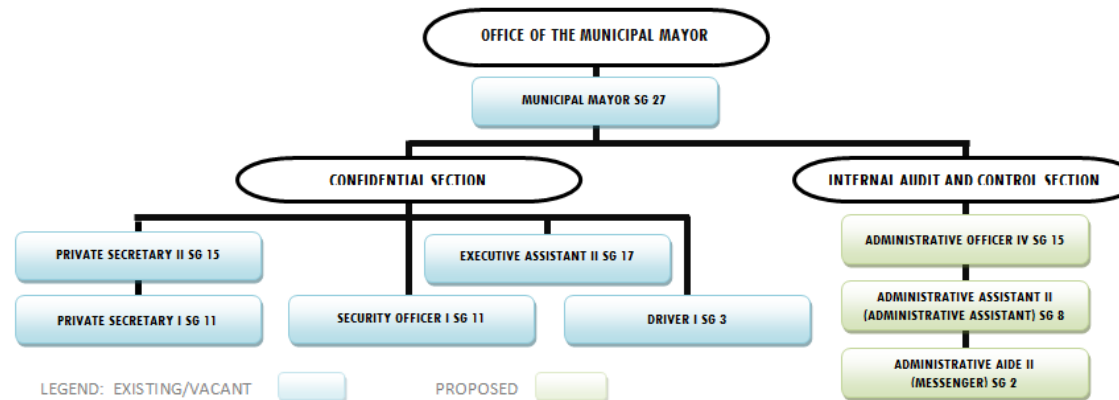 OFFICE OF THE MUNICIPAL MAYOR
MUNICIPAL MAYOR SG 27
CONFIDENTIAL SECTION
INTERNAL AUDIT AND CONTROL SECTION
PRIVATE SECRETARY II SG 15
EXECUTIVE ASSISTANT II SG 17
ADMINISTRATIVE OFFICER IV SG 15
PRIVATE SECRETARY I SG 11
SECURITY OFFICER I SG 11
DRIVER I SG 3
ADMINISTRATIVE ASSISTANT II
(ADMINISTRATIVE ASSISTANT) SG 8
ADMINISTRATIVE AIDE II
(MESSENGER) SG 2
LEGEND: EXISTING/VACANT
PROPOSED